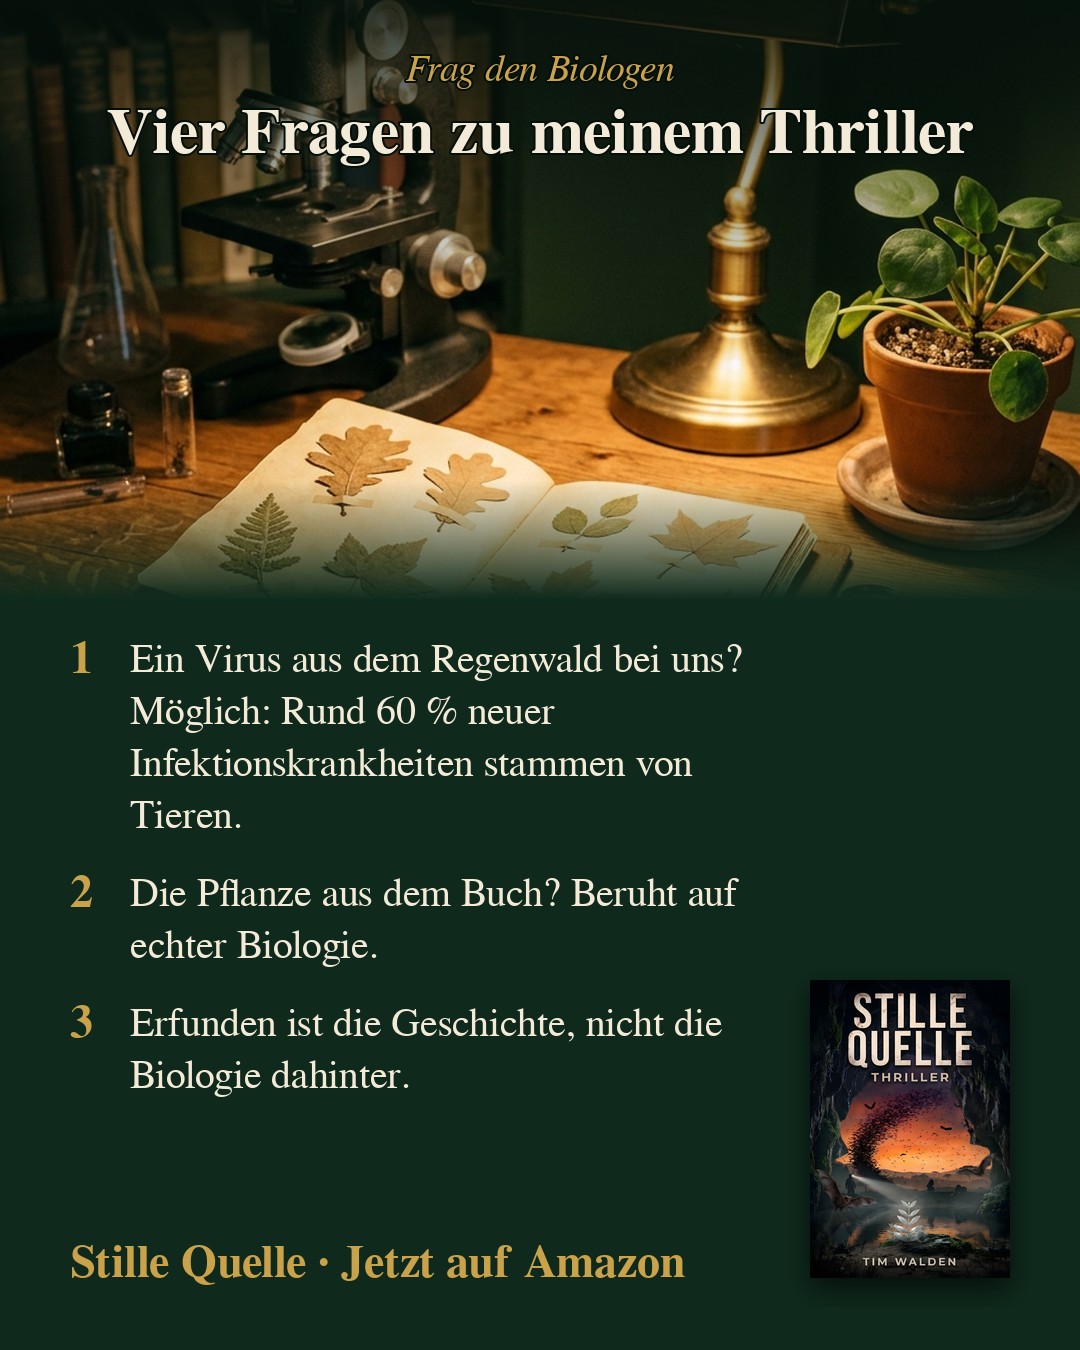 Frag den Biologen
Vier Fragen zu meinem Thriller
1 Ein Virus aus dem Regenwald bei uns?
Möglich: Rund 60 % neuer
Infektionskrankheiten stammen von
Tieren.
2 Die Pflanze aus dem Buch? Beruht auf
echter Biologie.
3 Erfunden ist die Geschichte, nicht die
Biologie dahinter.
STILLE
QUELLE
THRILLER
TIM WALDEN
Stille Quelle · Jetzt auf Amazon